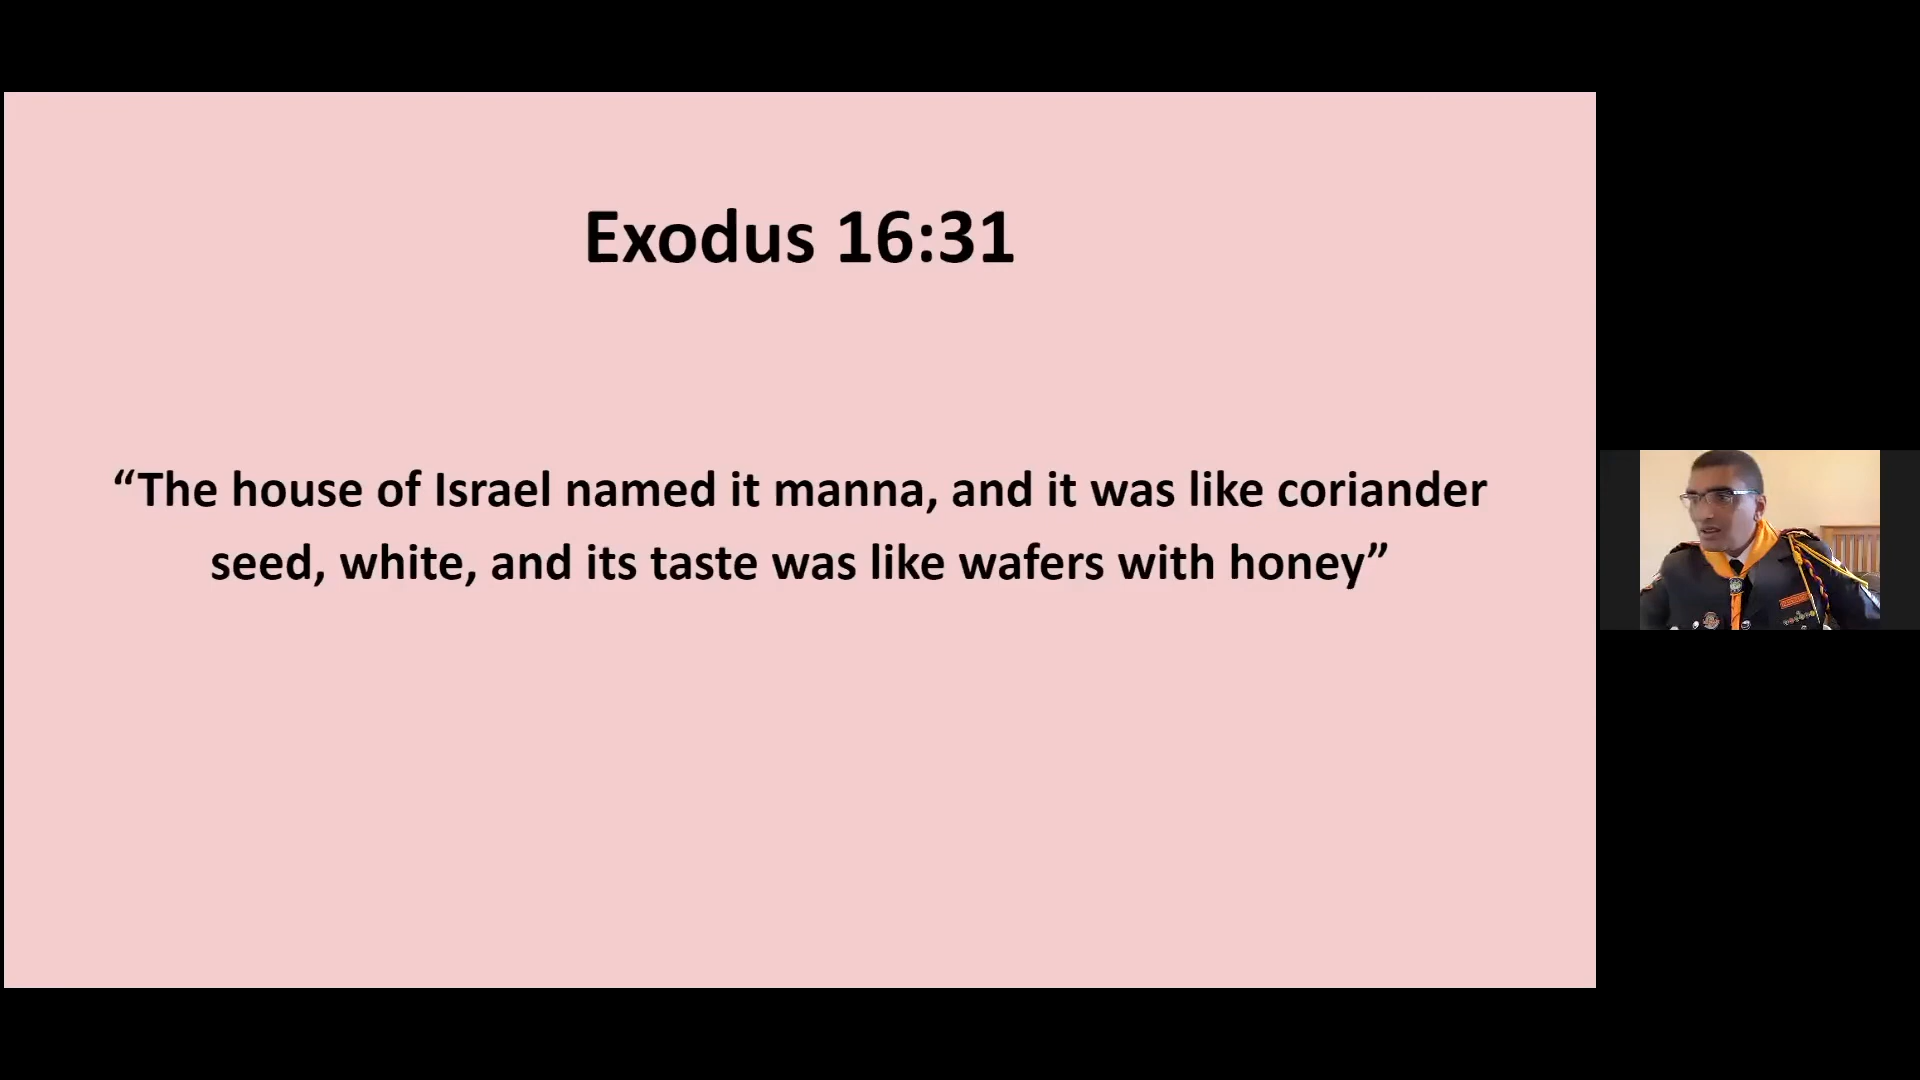 Exodus 16:31
“The house of Israel named it manna, and it was like coriander
seed, white, and its taste was like wafers with honey”